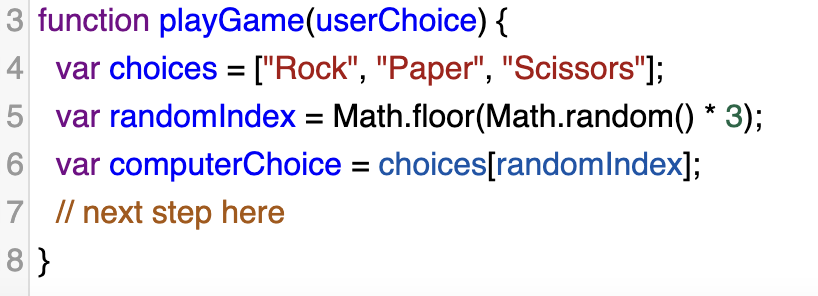 3 function playGame(userChoice) {
4 var choices = ["Rock", "Paper", "Scissors"];
5 var randomIndex = Math.floor(Math.random() * 3);
6 var computerChoice = choices[randomIndex];
7 // next step here
8 }